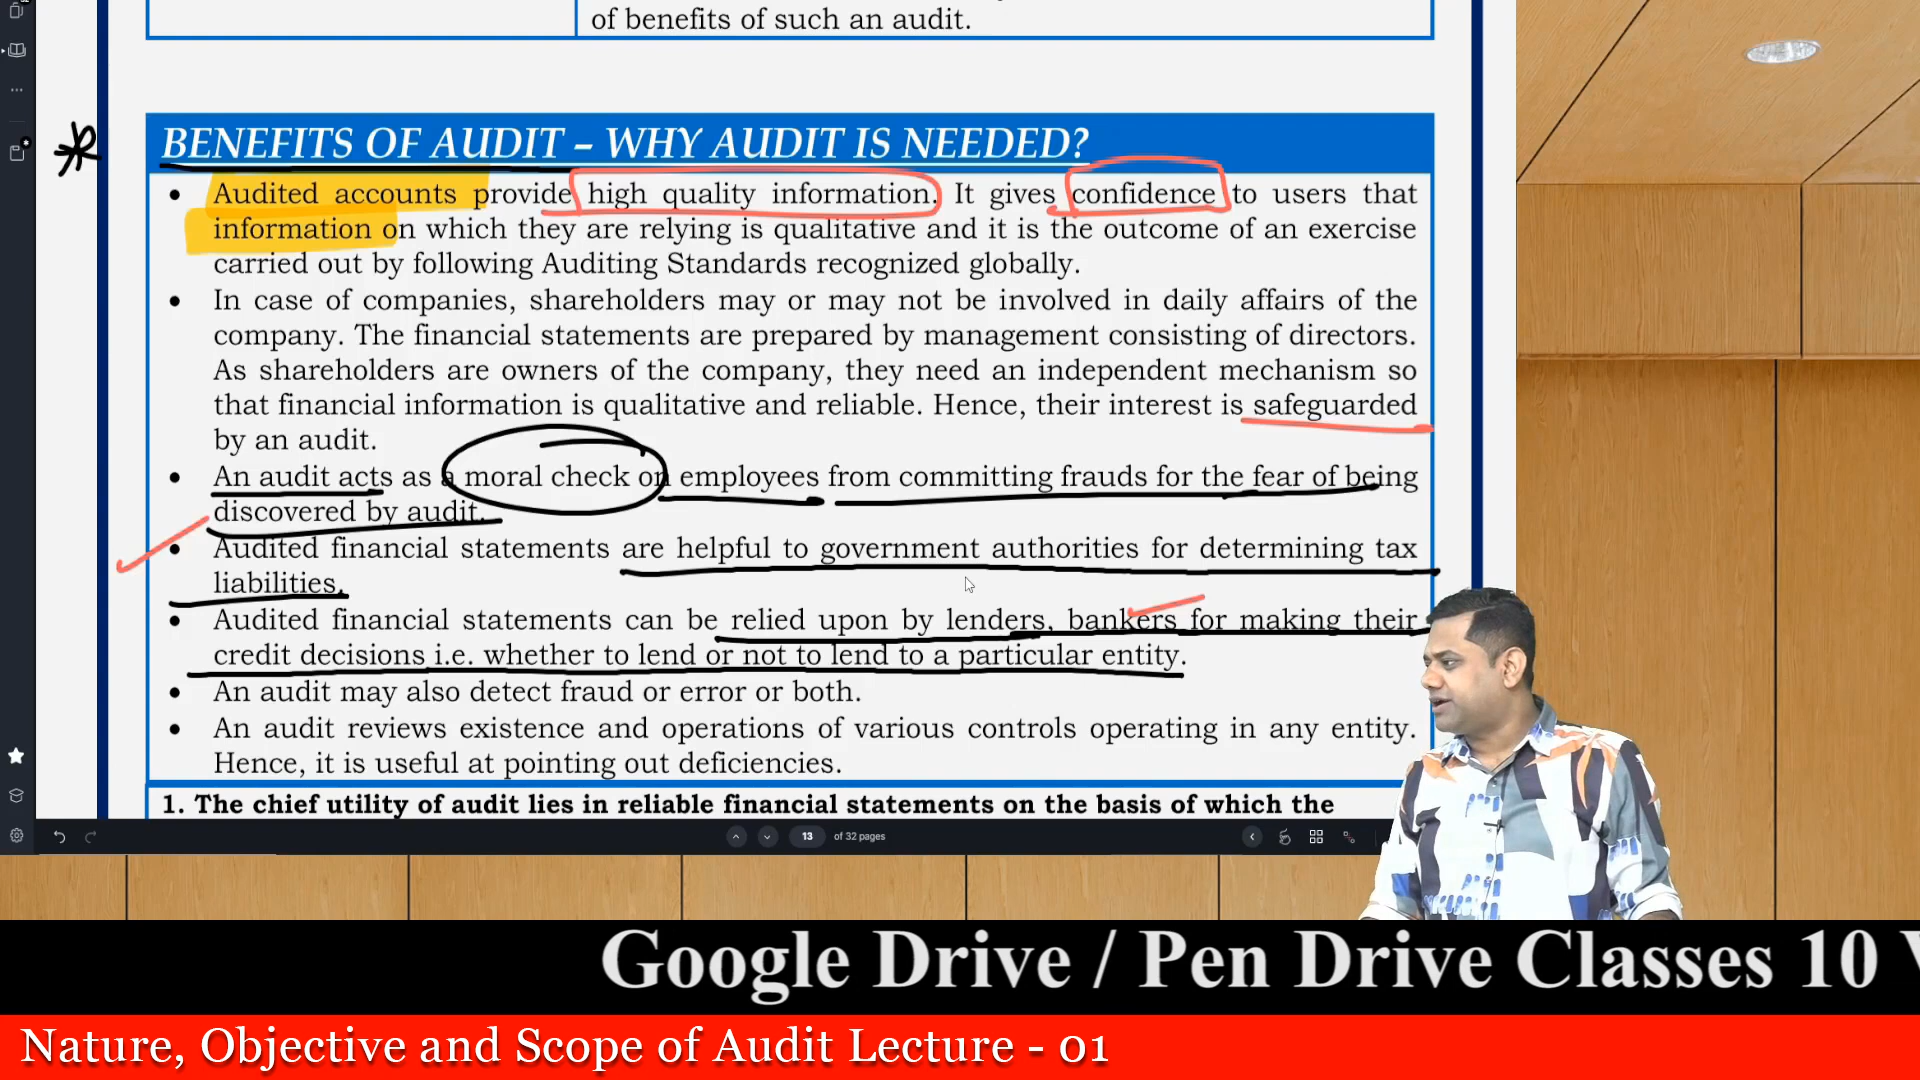 of benefits of such an audit.
BENEFITS OF AUDIT – WHY AUDIT IS NEEDED?
• Audited accounts provide high quality information. It gives confidence to users that
information on which they are relying is qualitative and it is the outcome of an exercise
carried out by following Auditing Standards recognized globally.
• In case of companies, shareholders may or may not be involved in daily affairs of the
company. The financial statements are prepared by management consisting of directors.
As shareholders are owners of the company, they need an independent mechanism so
that financial information is qualitative and reliable. Hence, their interest is safeguarded
by an audit.
• An audit acts as a moral check on employees from committing frauds for the fear of being
discovered by audit.
• Audited financial statements are helpful to government authorities for determining tax
liabilities.
• Audited financial statements can be relied upon by lenders, bankers for making their
credit decisions i.e. whether to lend or not to lend to a particular entity.
• An audit may also detect fraud or error or both.
• An audit reviews existence and operations of various controls operating in any entity.
Hence, it is useful at pointing out deficiencies.
1. The chief utility of audit lies in reliable financial statements on the basis of which the
13 of 32 pages
Google Drive / Pen Drive Classes 10
Nature, Objective and Scope of Audit Lecture - 01